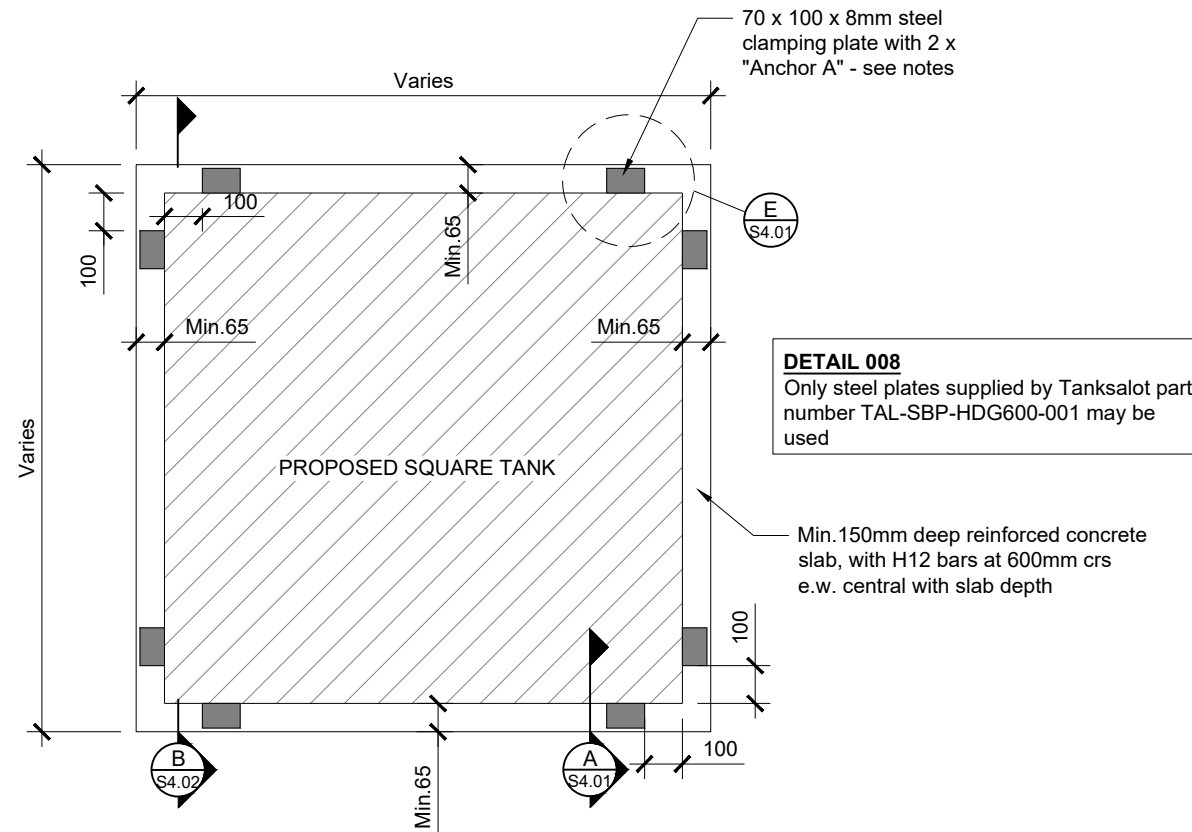 70 x 100 x 8mm steel
clamping plate with 2 x
"Anchor A" - see notes
Varies
100
E
S4.01
Min.65
100
Min.65
Min.65
DETAIL 008
Only steel plates supplied by Tanksalot part
number TAL-SBP-HDG600-001 may be
used
Varies
PROPOSED SQUARE TANK
Min.150mm deep reinforced concrete
slab, with H12 bars at 600mm crs
e.w. central with slab depth
100
B
S4.02
A
S4.01
100
Min.65